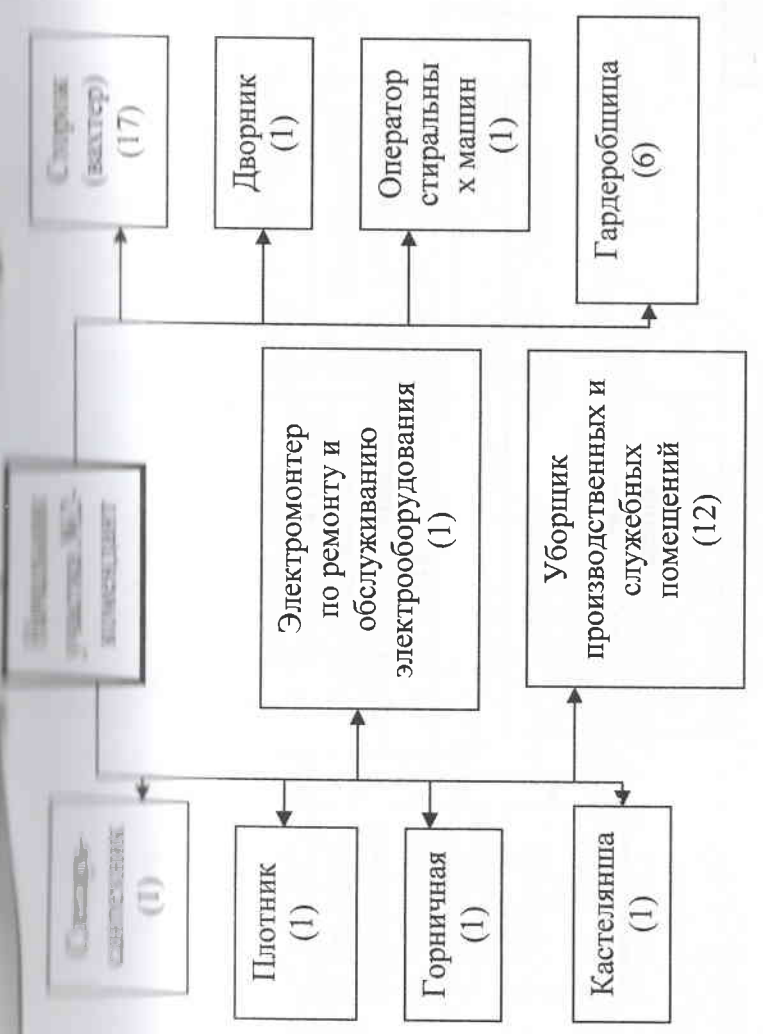 (вахтер)
(17)
Дворник
(1)
Оператор
стиральны
х машин
(1)
Гардеробщица
(6)
Электромонтер
по ремонту и
обслуживанию
электрооборудования
(1)
Уборщик
производственных и
служебных
помещений
(12)
(1)
Плотник
(1)
Горничная
(1)
Кастелянша
(1)